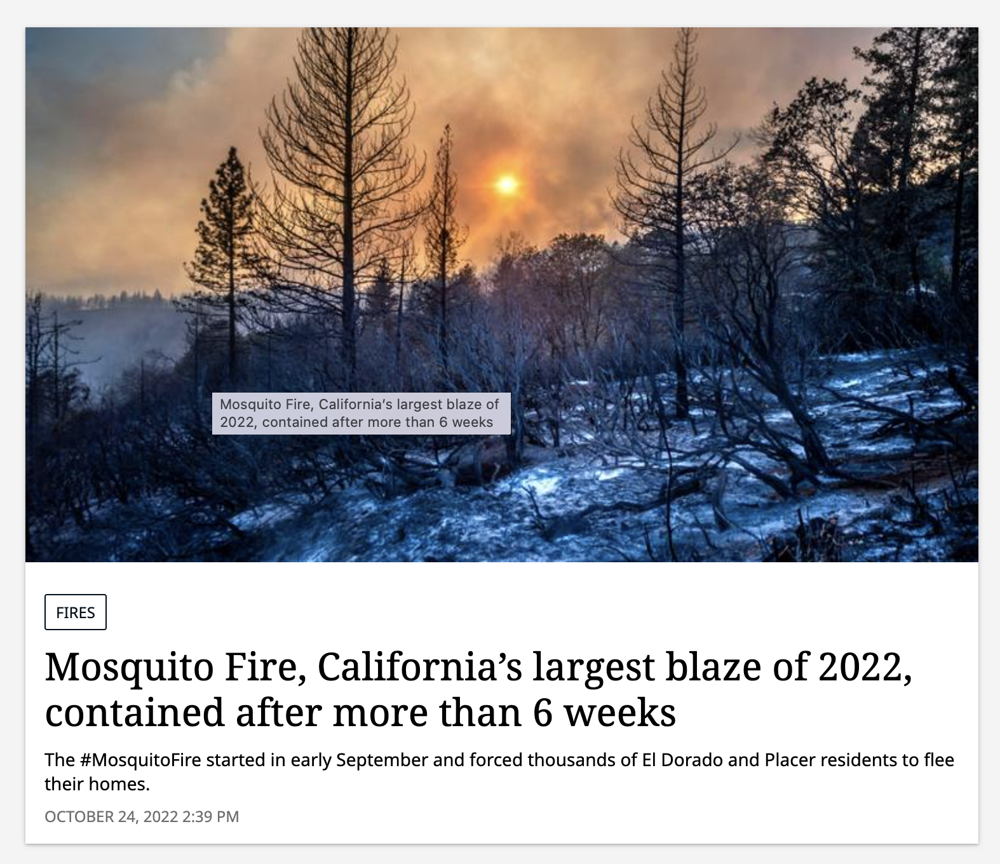 Mosquito Fire, California's largest blaze of
2022, contained after more than 6 weeks
FIRES
Mosquito Fire, California’s largest blaze of 2022,
contained after more than 6 weeks
The #MosquitoFire started in early September and forced thousands of El Dorado and Placer residents to flee
their homes.
OCTOBER 24, 2022 2:39 PM